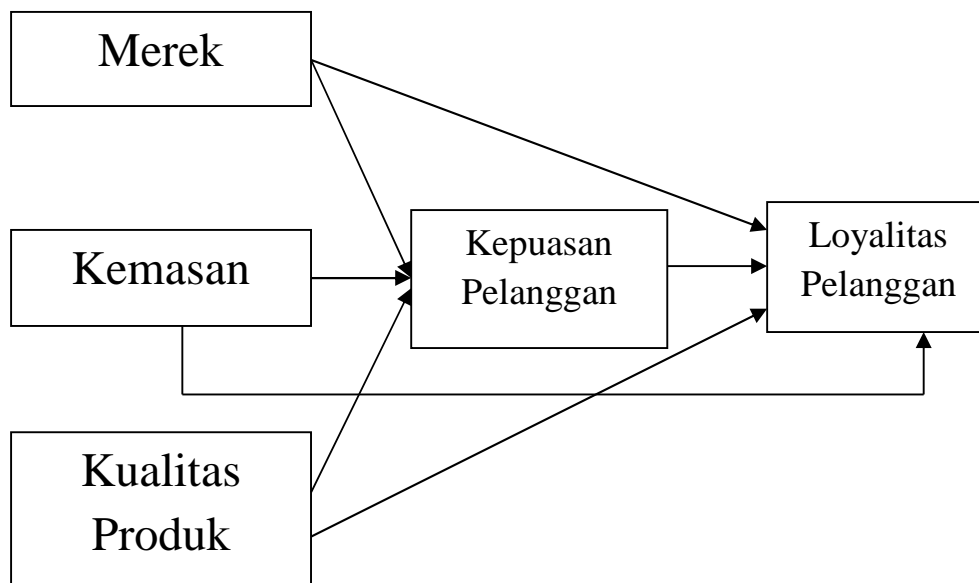 Merek
Kemasan
Kepuasan
Pelanggan
Loyalitas
Pelanggan
Kualitas
Produk